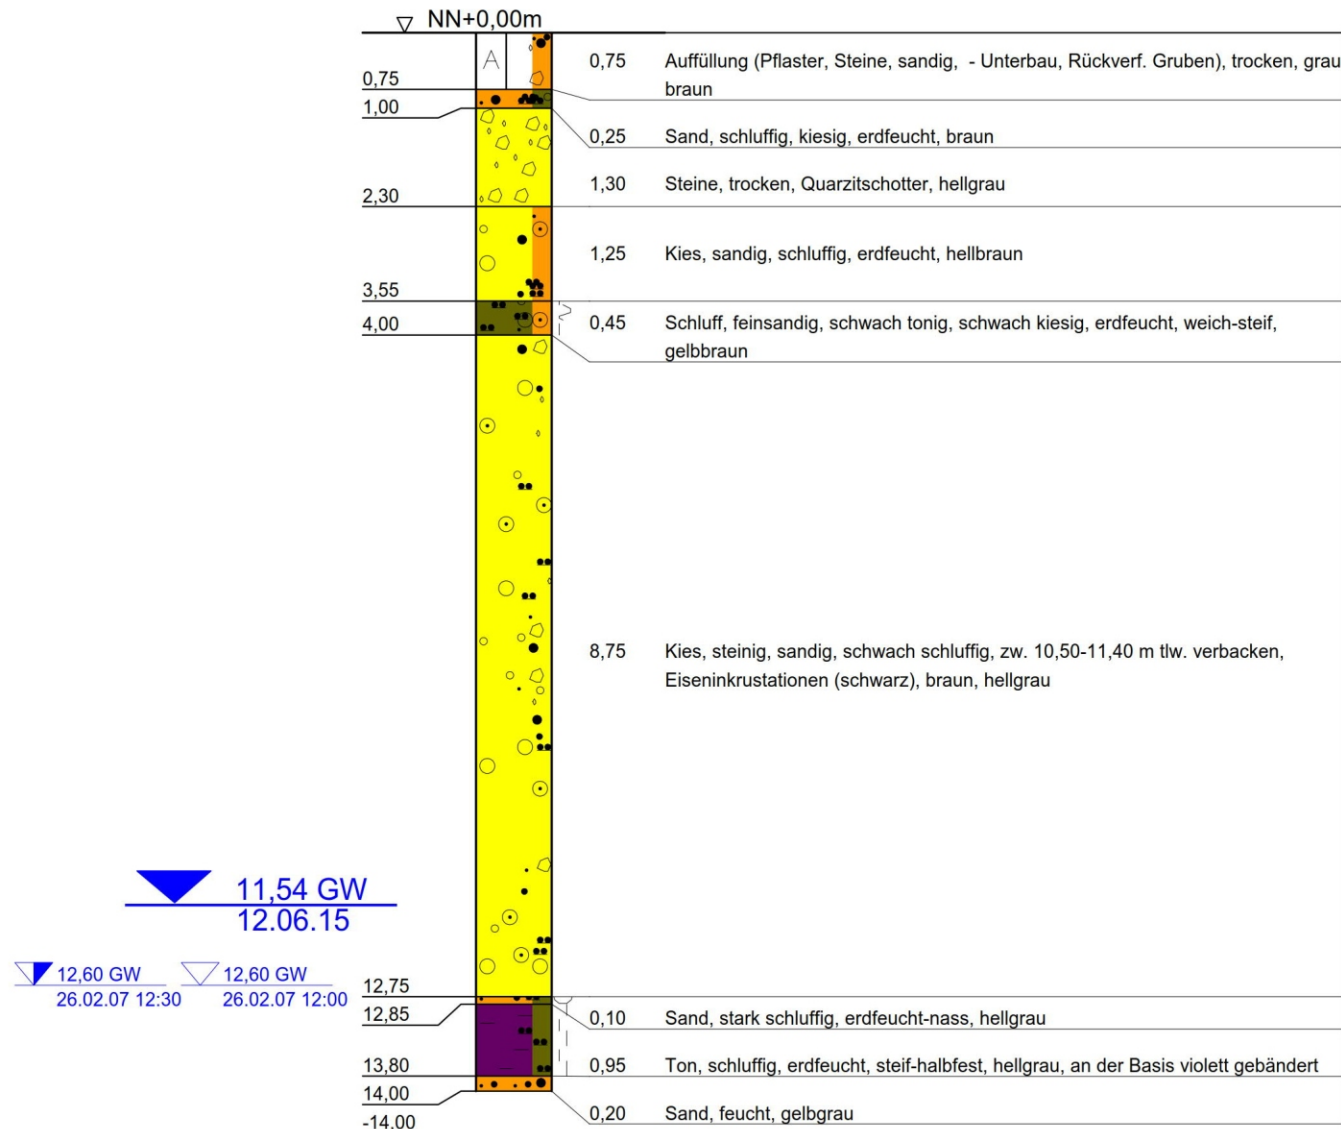 NN+0,00m
A
0,75
0,75 Auffüllung (Pflaster, Steine, sandig, - Unterbau, Rückverf. Gruben), trocken, grau
braun
1,00
0,25 Sand, schluffig, kiesig, erdfeucht, braun
1,30 Steine, trocken, Quarzitschotter, hellgrau
2,30
1,25 Kies, sandig, schluffig, erdfeucht, hellbraun
3,55
4,00
0,45 Schluff, feinsandig, schwach tonig, schwach kiesig, erdfeucht, weich-steif,
gelbbraun
8,75 Kies, steinig, sandig, schwach schluffig, zw. 10,50-11,40 m tlw. verbacken,
Eiseninkrustationen (schwarz), braun, hellgrau
11,54 GW
12.06.15
12,60 GW
26.02.07 12:30
12,60 GW
26.02.07 12:00
12,75
12,85
0,10 Sand, stark schluffig, erdfeucht-nass, hellgrau
13,80
0,95 Ton, schluffig, erdfeucht, steif-halbfest, hellgrau, an der Basis violett gebändert
14,00
-14,00
0,20 Sand, feucht, gelbgrau